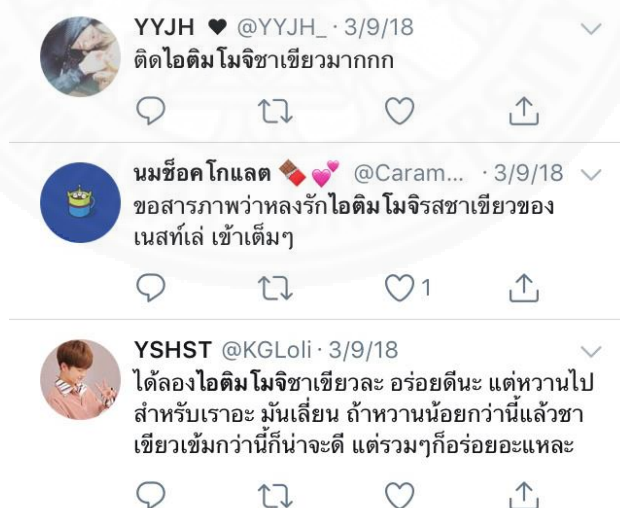 YYJH ♥ @YYJH_ · 3/9/18
ติดไอติมโมจิชาเขียวมากกก
นมช็อคโกแลต 🍫💕 @Caram... · 3/9/18
ขอสารภาพว่าหลงรักไอติมโมจิรสชาเขียวของ
เนสท์เล่ เข้าเต็มๆ
1
YSHST @KGLoli · 3/9/18
ได้ลองไอติมโมจิชาเขียวละ อร่อยดีนะ แต่หวานไป
สำหรับเราอะ มันเลี่ยน ถ้าหวานน้อยกว่านี้แล้วชา
เขียวเข้มกว่านี้ก็น่าจะดี แต่รวมๆก็อร่อยอะแหละ